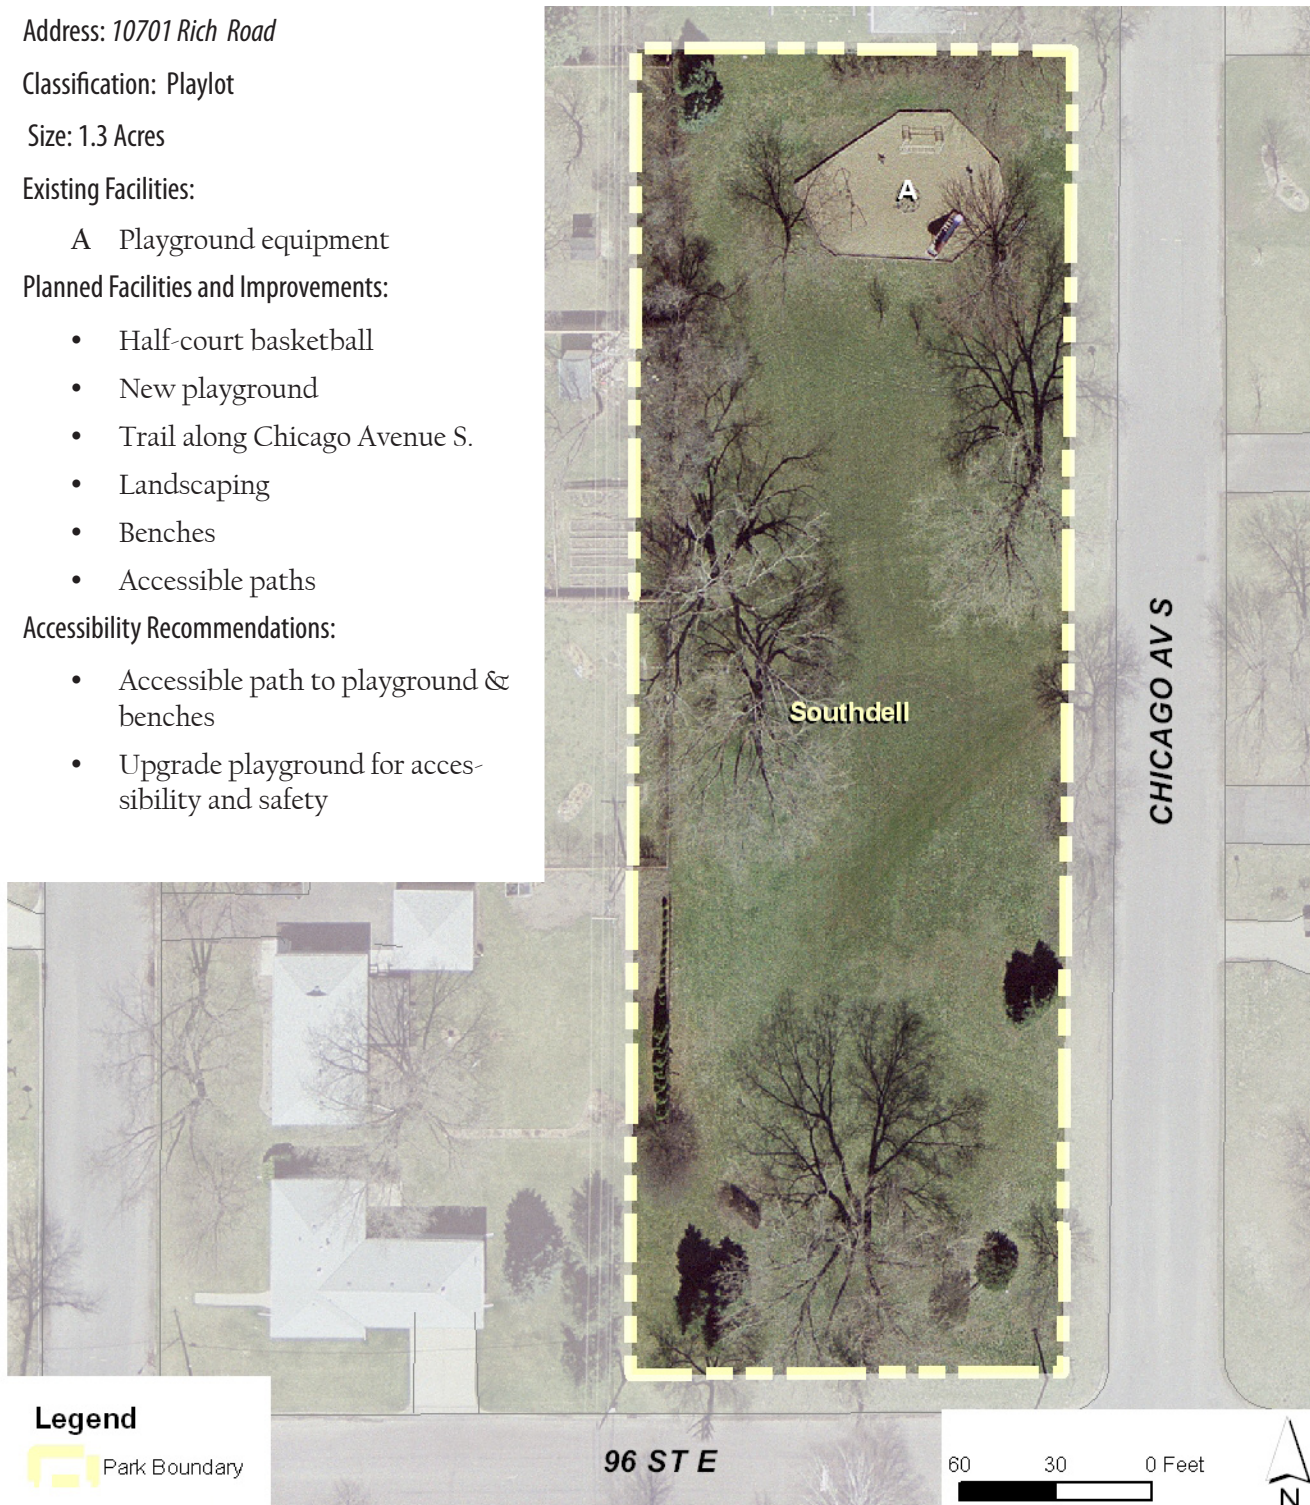 Address: 10701 Rich Road
Classification: Playlot
Size: 1.3 Acres
Existing Facilities:
A Playground equipment
Planned Facilities and Improvements:
• Half-court basketball
• New playground
• Trail along Chicago Avenue S.
• Landscaping
• Benches
• Accessible paths
Accessibility Recommendations:
• Accessible path to playground &
benches
• Upgrade playground for acces-
sibility and safety
A
Southdell
CHICAGO AV S
96 ST E
Legend
Park Boundary
60 30 0 Feet
N